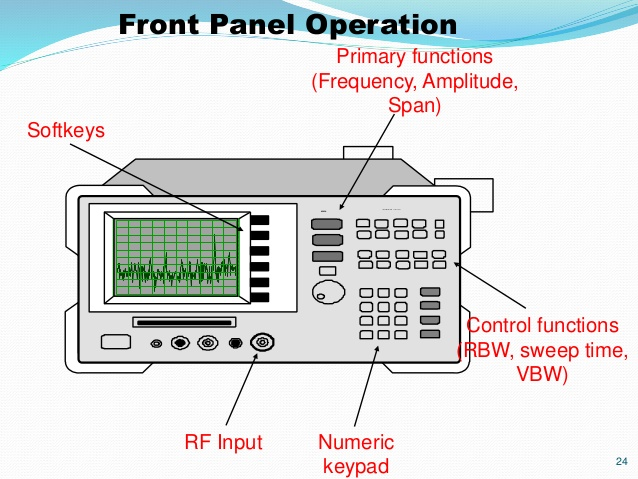 Front Panel Operation
Primary functions
(Frequency, Amplitude,
Span)
Softkeys
Control functions
(RBW, sweep time,
VBW)
RF Input
Numeric
keypad
24